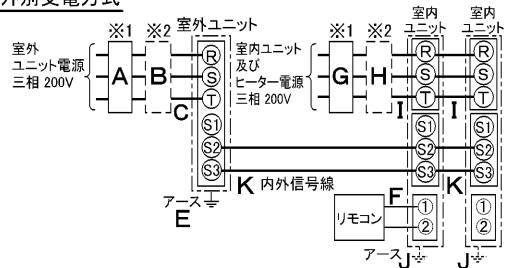 外別受電方式
※1 ※2 室外ユニット
室外
ユニット電源
三相 200V
A
B
C
R
S
T
S1
S2
S3
アース
E
室内ユニット
及び
ヒーター電源
三相 200V
※1 ※2
G
H
I
室内
ユニット
R
S
T
S1
S2
S3
①
②
室内
ユニット
R
S
T
S1
S2
S3
①
②
I
K 内外信号線
K
F
リモコン
アース J
J